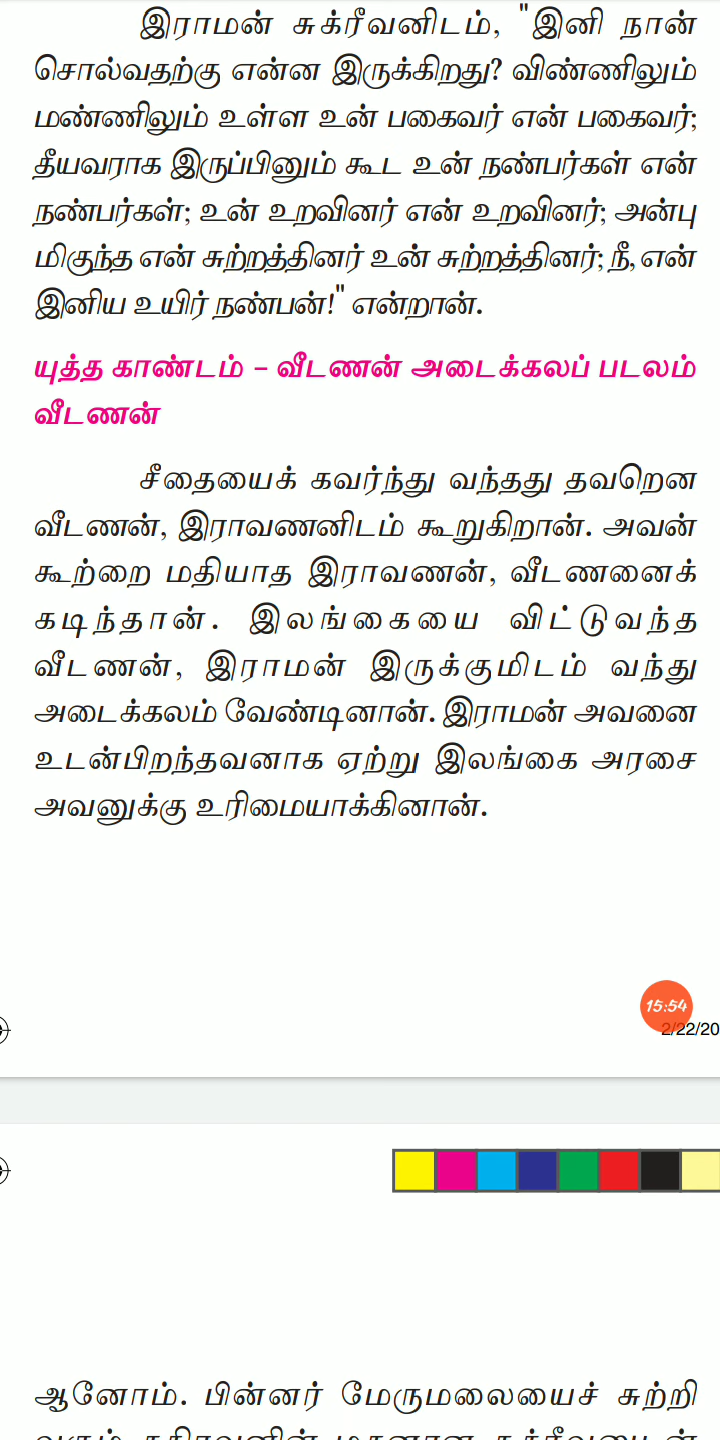 இராமன் சுக்ரீவனிடம், "இனி நான்
சொல்வதற்கு என்ன இருக்கிறது? விண்ணிலும்
மண்ணிலும் உள்ள உன் பகைவர் என் பகைவர்;
தீயவராக இருப்பினும் கூட உன் நண்பர்கள் என்
நண்பர்கள்; உன் உறவினர் என் உறவினர்; அன்பு
மிகுந்த என் சுற்றத்தினர் உன் சுற்றத்தினர்; நீ, என்
இனிய உயிர் நண்பன்!" என்றான்.
யுத்த காண்டம் – வீடணன் அடைக்கலப் படலம்
வீடணன்
சீதையைக் கவர்ந்து வந்தது தவறென
வீடணன், இராவணனிடம் கூறுகிறான். அவன்
கூற்றை மதியாத இராவணன், வீடணனைக்
கடிந்தான். இலங்கையை விட்டுவந்த
வீடணன், இராமன் இருக்குமிடம் வந்து
அடைக்கலம் வேண்டினான். இராமன் அவனை
உடன்பிறந்தவனாக ஏற்று இலங்கை அரசை
அவனுக்கு உரிமையாக்கினான்.
15:54
2/22/20
ஆனோம். பின்னர் மேருமலையைச் சுற்றி